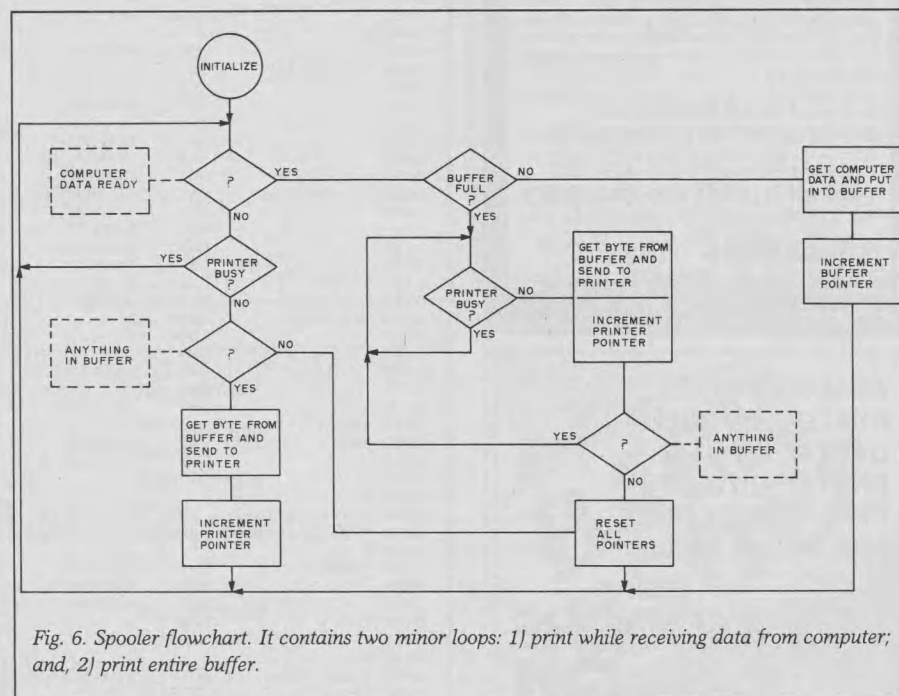 INITIALIZE
COMPUTER
DATA READY
?
YES
NO
BUFFER
FULL
?
NO
YES
GET COMPUTER
DATA AND PUT
INTO BUFFER
INCREMENT
BUFFER
POINTER
YES
PRINTER
BUSY
?
NO
PRINTER
BUSY
?
NO
YES
GET BYTE FROM
BUFFER AND
SEND TO
PRINTER
INCREMENT
PRINTER
POINTER
ANYTHING
IN BUFFER
?
NO
YES
GET BYTE FROM
BUFFER AND
SEND TO
PRINTER
INCREMENT
PRINTER
POINTER
YES
?
NO
ANYTHING
IN BUFFER
RESET
ALL
POINTERS
Fig. 6. Spooler flowchart. It contains two minor loops: 1) print while receiving data from computer;
and, 2) print entire buffer.